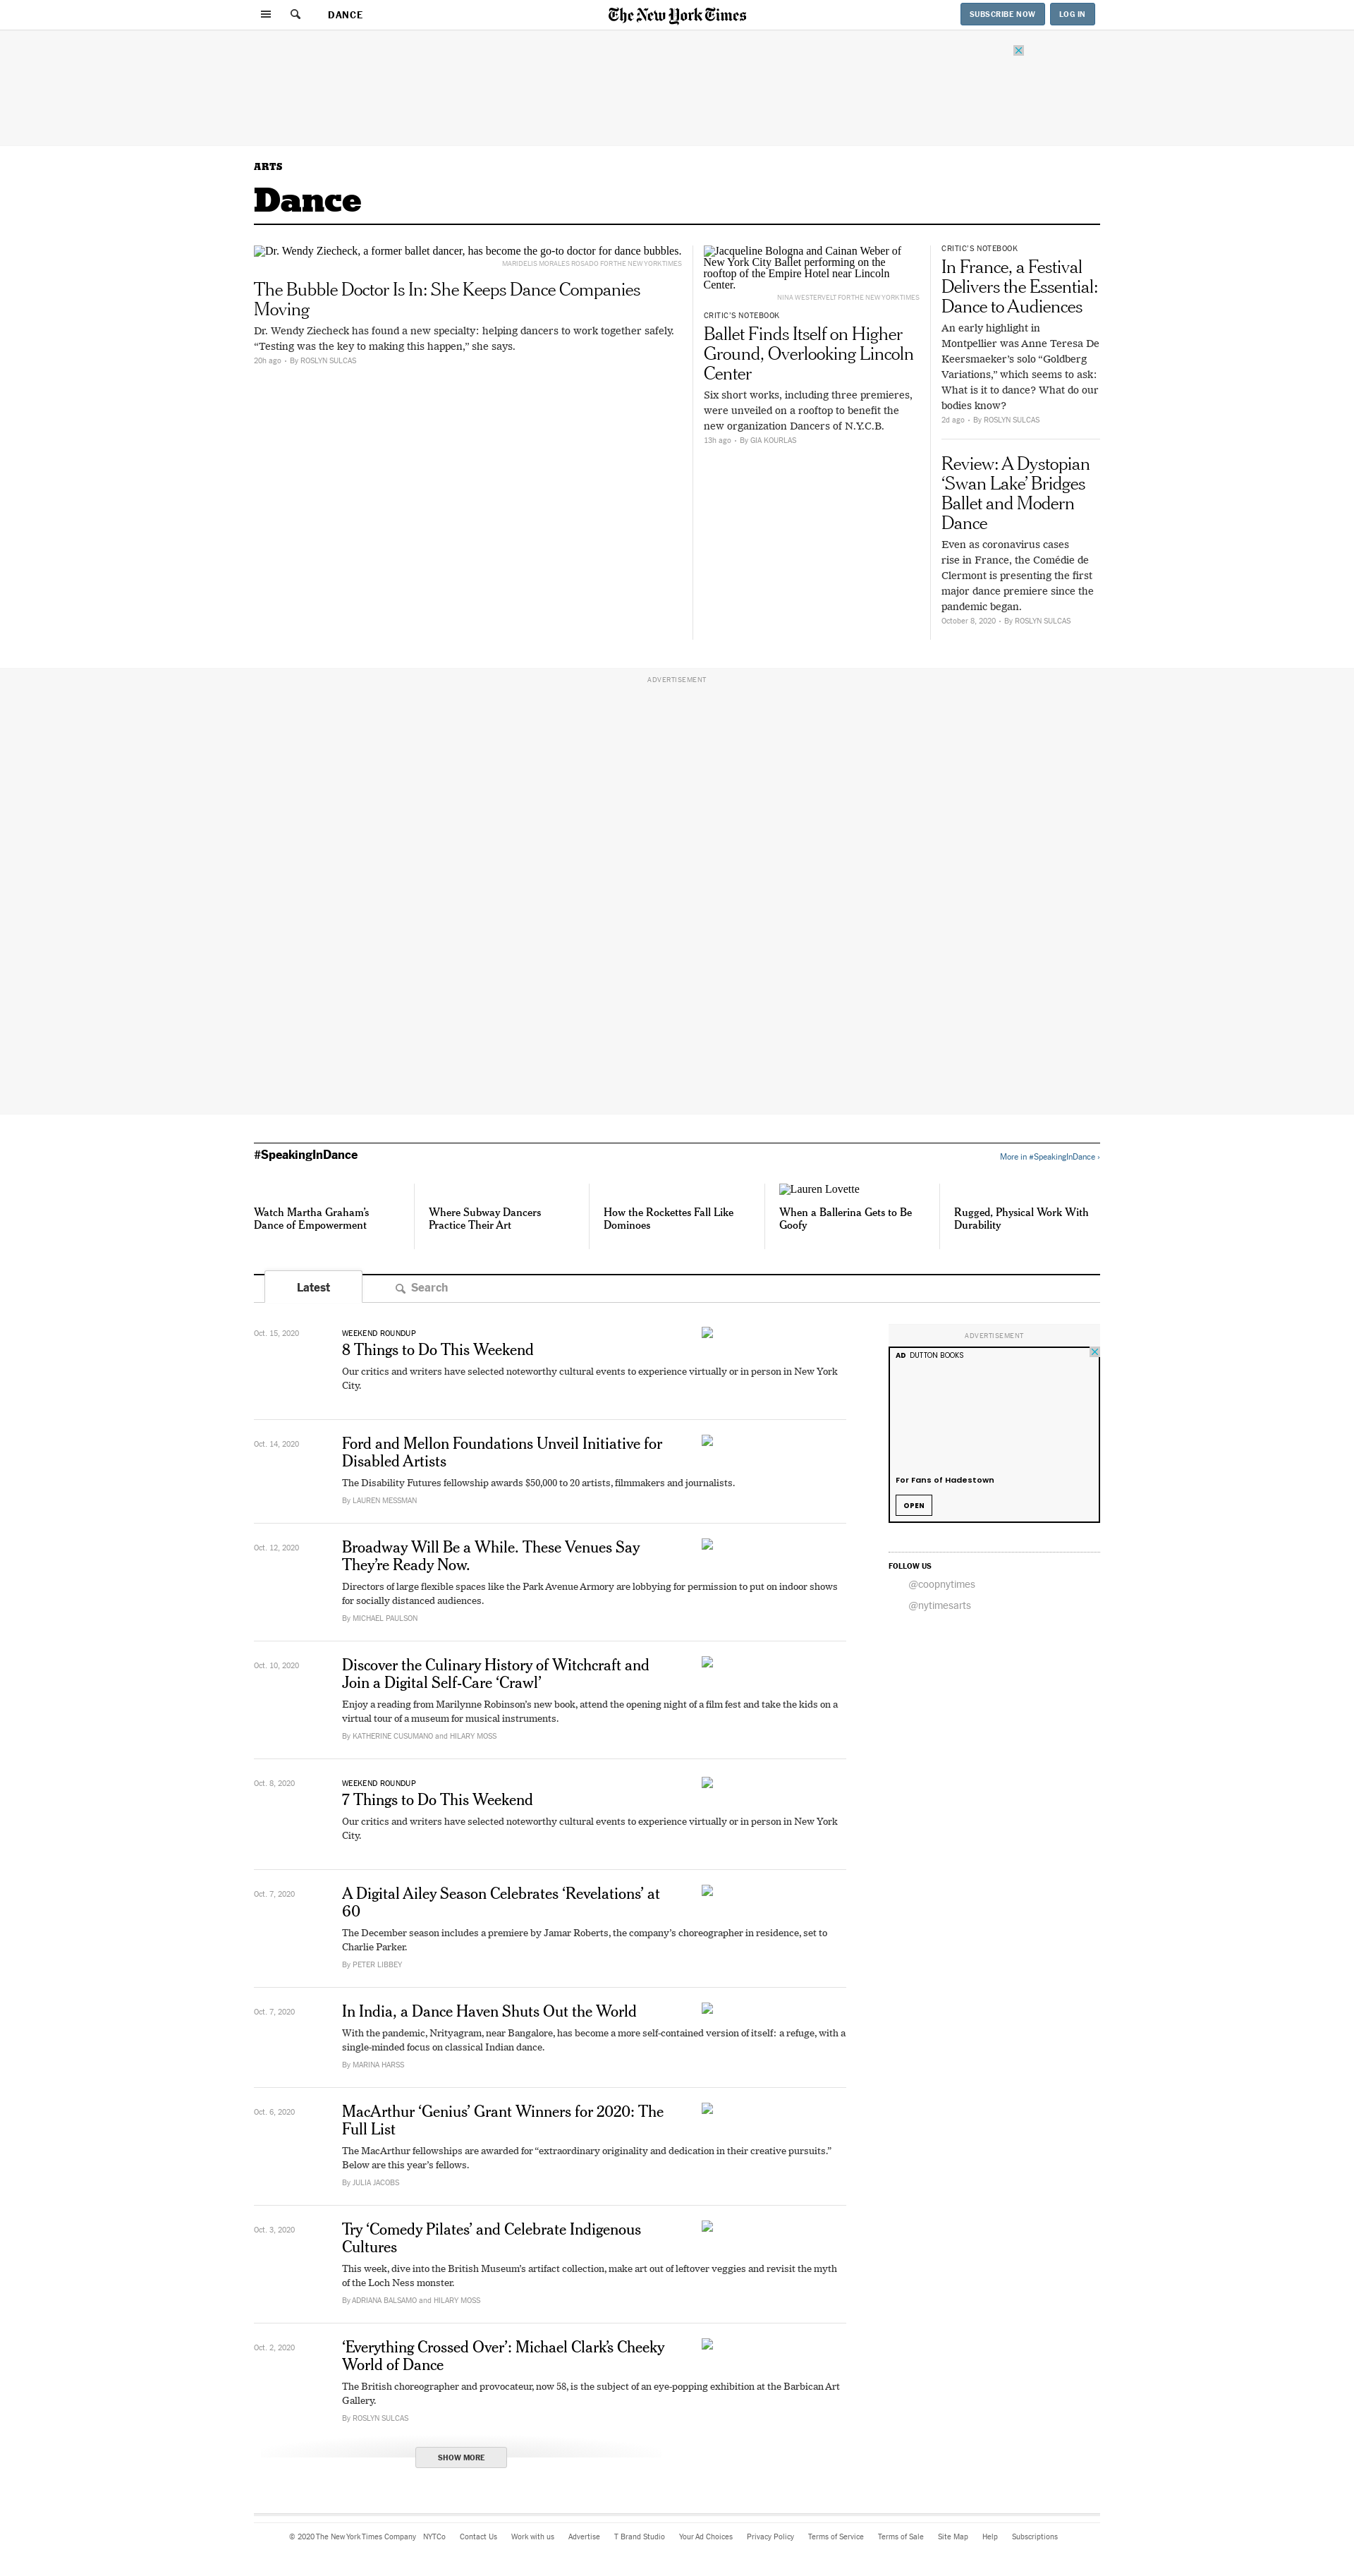 DANCE
The New York Times
SUBSCRIBE NOW
LOG IN
ARTS
Dance
Dr. Wendy Ziecheck, a former ballet dancer, has become the go-to doctor for dance bubbles.
MARIDELIS MORALES ROSADO FOR THE NEW YORK TIMES
The Bubble Doctor Is In: She Keeps Dance Companies
Moving
Dr. Wendy Ziecheck has found a new specialty: helping dancers to work together safely.
“Testing was the key to making this happen,” she says.
20h ago • By ROSLYN SULCAS
Jacqueline Bologna and Cainan Weber of
New York City Ballet performing on the
rooftop of the Empire Hotel near Lincoln
Center.
NINA WESTERVELT FOR THE NEW YORK TIMES
CRITIC’S NOTEBOOK
Ballet Finds Itself on Higher
Ground, Overlooking Lincoln
Center
Six short works, including three premieres,
were unveiled on a rooftop to benefit the
new organization Dancers of N.Y.C.B.
13h ago • By GIA KOURLAS
CRITIC’S NOTEBOOK
In France, a Festival
Delivers the Essential:
Dance to Audiences
An early highlight in
Montpellier was Anne Teresa De
Keersmaeker’s solo “Goldberg
Variations,” which seems to ask:
What is it to dance? What do our
bodies know?
2d ago • By ROSLYN SULCAS
Review: A Dystopian
‘Swan Lake’ Bridges
Ballet and Modern
Dance
Even as coronavirus cases
rise in France, the Comédie de
Clermont is presenting the first
major dance premiere since the
pandemic began.
October 8, 2020 • By ROSLYN SULCAS
ADVERTISEMENT
#SpeakingInDance
More in #SpeakingInDance ›
Watch Martha Graham’s
Dance of Empowerment
Where Subway Dancers
Practice Their Art
How the Rockettes Fall Like
Dominoes
Lauren Lovette
When a Ballerina Gets to Be
Goofy
Rugged, Physical Work With
Durability
Latest
Search
Oct. 15, 2020
WEEKEND ROUNDUP
8 Things to Do This Weekend
Our critics and writers have selected noteworthy cultural events to experience virtually or in person in New York
City.
Oct. 14, 2020
Ford and Mellon Foundations Unveil Initiative for
Disabled Artists
The Disability Futures fellowship awards $50,000 to 20 artists, filmmakers and journalists.
By LAUREN MESSMAN
Oct. 12, 2020
Broadway Will Be a While. These Venues Say
They’re Ready Now.
Directors of large flexible spaces like the Park Avenue Armory are lobbying for permission to put on indoor shows
for socially distanced audiences.
By MICHAEL PAULSON
Oct. 10, 2020
Discover the Culinary History of Witchcraft and
Join a Digital Self-Care ‘Crawl’
Enjoy a reading from Marilynne Robinson’s new book, attend the opening night of a film fest and take the kids on a
virtual tour of a museum for musical instruments.
By KATHERINE CUSUMANO and HILARY MOSS
Oct. 8, 2020
WEEKEND ROUNDUP
7 Things to Do This Weekend
Our critics and writers have selected noteworthy cultural events to experience virtually or in person in New York
City.
Oct. 7, 2020
A Digital Ailey Season Celebrates ‘Revelations’ at
60
The December season includes a premiere by Jamar Roberts, the company’s choreographer in residence, set to
Charlie Parker.
By PETER LIBBEY
Oct. 7, 2020
In India, a Dance Haven Shuts Out the World
With the pandemic, Nrityagram, near Bangalore, has become a more self-contained version of itself: a refuge, with a
single-minded focus on classical Indian dance.
By MARINA HARSS
Oct. 6, 2020
MacArthur ‘Genius’ Grant Winners for 2020: The
Full List
The MacArthur fellowships are awarded for “extraordinary originality and dedication in their creative pursuits.”
Below are this year’s fellows.
By JULIA JACOBS
Oct. 3, 2020
Try ‘Comedy Pilates’ and Celebrate Indigenous
Cultures
This week, dive into the British Museum’s artifact collection, make art out of leftover veggies and revisit the myth
of the Loch Ness monster.
By ADRIANA BALSAMO and HILARY MOSS
Oct. 2, 2020
‘Everything Crossed Over’: Michael Clark’s Cheeky
World of Dance
The British choreographer and provocateur, now 58, is the subject of an eye-popping exhibition at the Barbican Art
Gallery.
By ROSLYN SULCAS
SHOW MORE
ADVERTISEMENT
AD DUTTON BOOKS
For Fans of Hadestown
OPEN
FOLLOW US
@coopnytimes
@nytimesarts
© 2020 The New York Times Company NYTCo Contact Us Work with us Advertise T Brand Studio Your Ad Choices Privacy Policy Terms of Service Terms of Sale Site Map Help Subscriptions